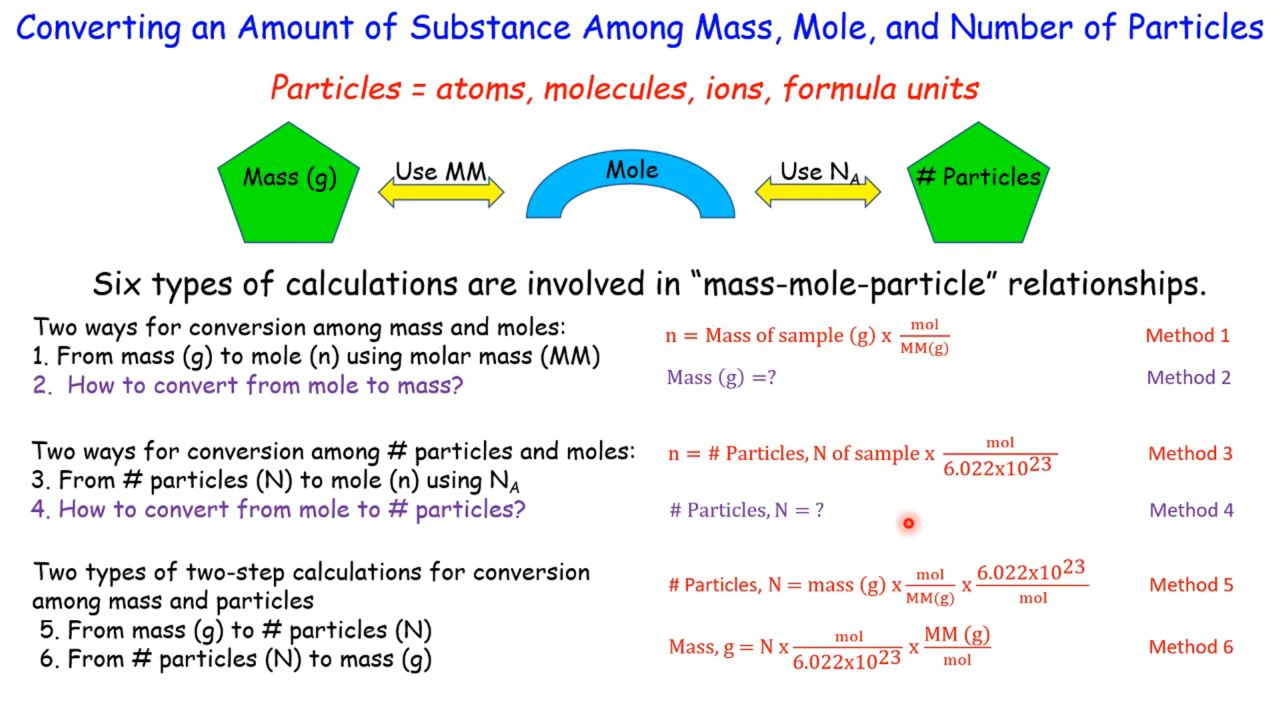 Converting an Amount of Substance Among Mass, Mole, and Number of Particles
Particles = atoms, molecules, ions, formula units
Mass (g)
Use MM
Mole
Use N_A
# Particles
Six types of calculations are involved in “mass-mole-particle” relationships.
Two ways for conversion among mass and moles:
1. From mass (g) to mole (n) using molar mass (MM)
n = Mass of sample (g) x mol/MM(g)
Method 1
2. How to convert from mole to mass?
Mass (g) =?
Method 2
Two ways for conversion among # particles and moles:
3. From # particles (N) to mole (n) using N_A
n = # Particles, N of sample x mol/6.022x10^23
Method 3
4. How to convert from mole to # particles?
# Particles, N = ?
Method 4
Two types of two-step calculations for conversion
among mass and particles
5. From mass (g) to # particles (N)
# Particles, N = mass (g) x mol/MM(g) x 6.022x10^23/mol
Method 5
6. From # particles (N) to mass (g)
Mass, g = N x mol/6.022x10^23 x MM (g)/mol
Method 6